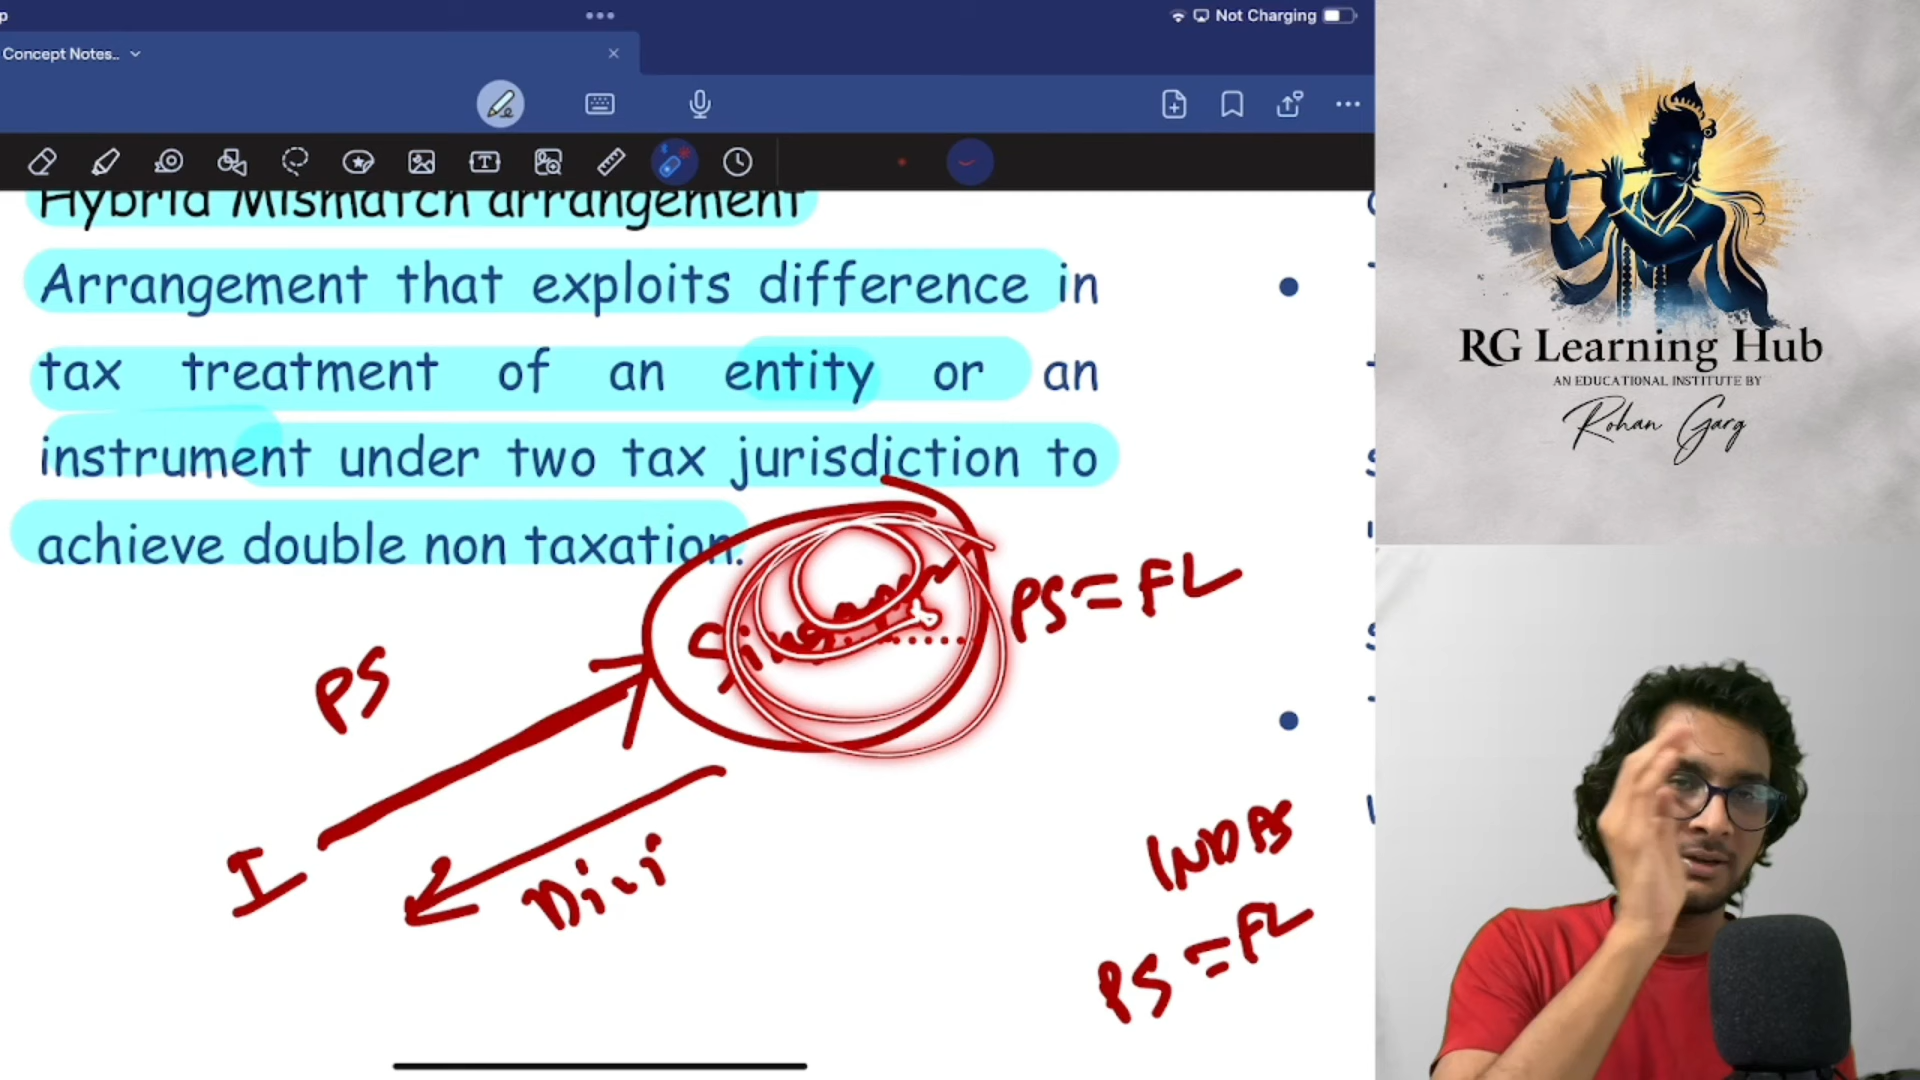 p
Not Charging
Concept Notes..
Hybrid Mismatch arrangement
Arrangement that exploits difference in
tax treatment of an entity or an
instrument under two tax jurisdiction to
achieve double non taxation.
PS=FL
PS
I
Divi
PS=FL
RG Learning Hub
AN EDUCATIONAL INSTITUTE BY
Rohan Garg